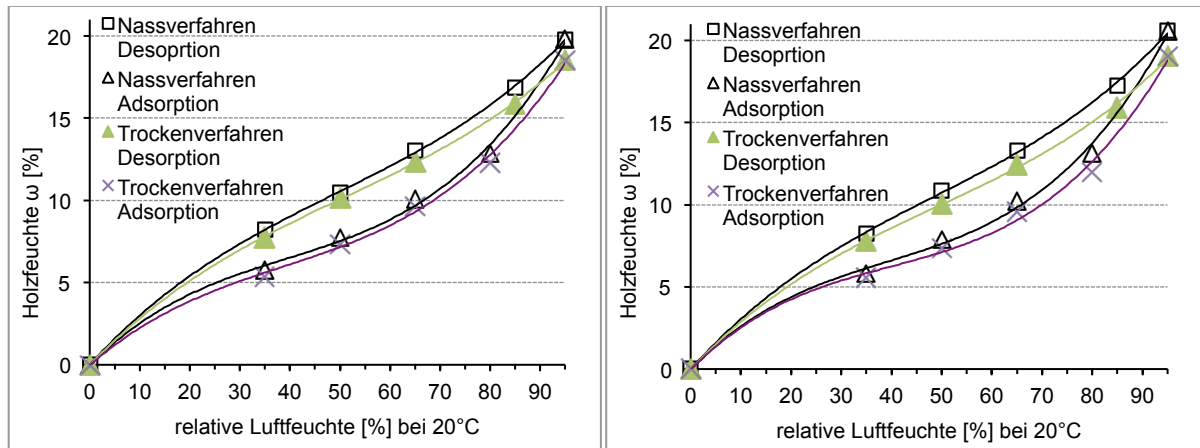 Nassverfahren
Desoprtion
Nassverfahren
Adsorption
Trockenverfahren
Desorption
Trockenverfahren
Adsorption
Holzfeuchte ω [%]
20
15
10
5
0
0 10 20 30 40 50 60 70 80 90
relative Luftfeuchte [%] bei 20°C
Nassverfahren
Desoprtion
Nassverfahren
Adsorption
Trockenverfahren
Desorption
Trockenverfahren
Adsorption
Holzfeuchte ω [%]
20
15
10
5
0
0 10 20 30 40 50 60 70 80 90
relative Luftfeuchte [%] bei 20°C